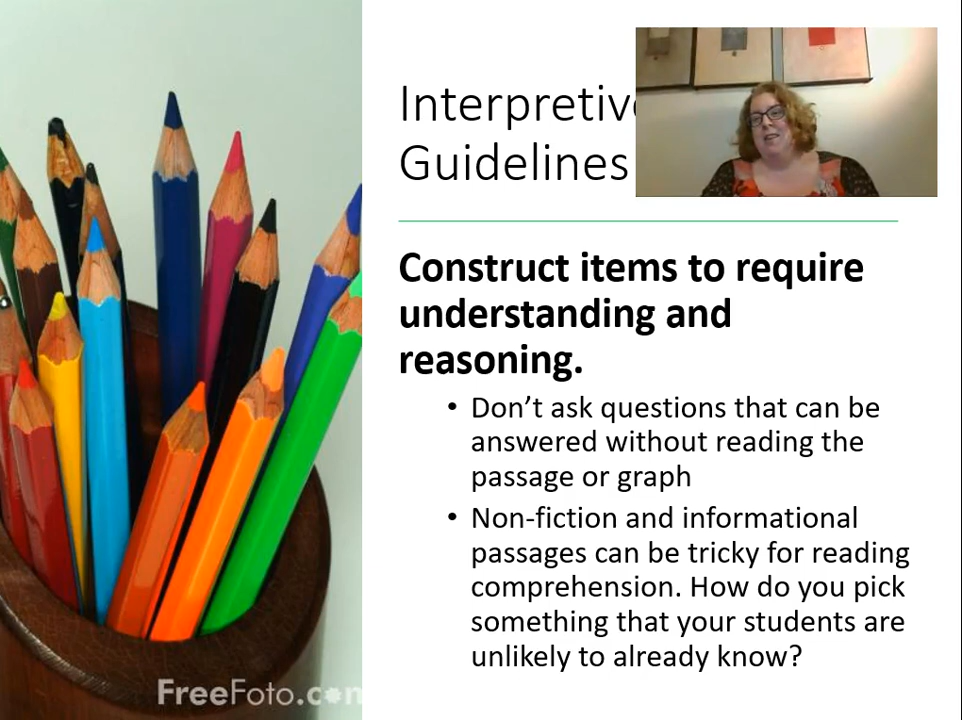 Interpretive
Guidelines
Construct items to require
understanding and
reasoning.
• Don’t ask questions that can be
answered without reading the
passage or graph
• Non-fiction and informational
passages can be tricky for reading
comprehension. How do you pick
something that your students are
unlikely to already know?
FreeFoto.com